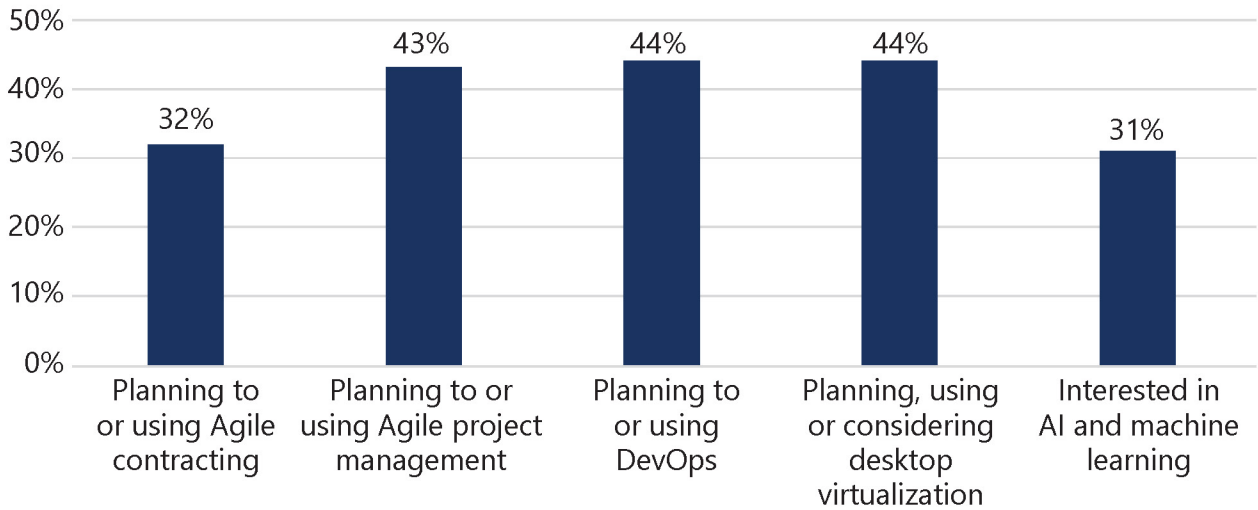 50%
40%
30%
20%
10%
0%
32%
43%
44%
44%
31%
Planning to
or using Agile
contracting
Planning to or
using Agile project
management
Planning to
or using
DevOps
Planning, using
or considering
desktop
virtualization
Interested in
AI and machine
learning